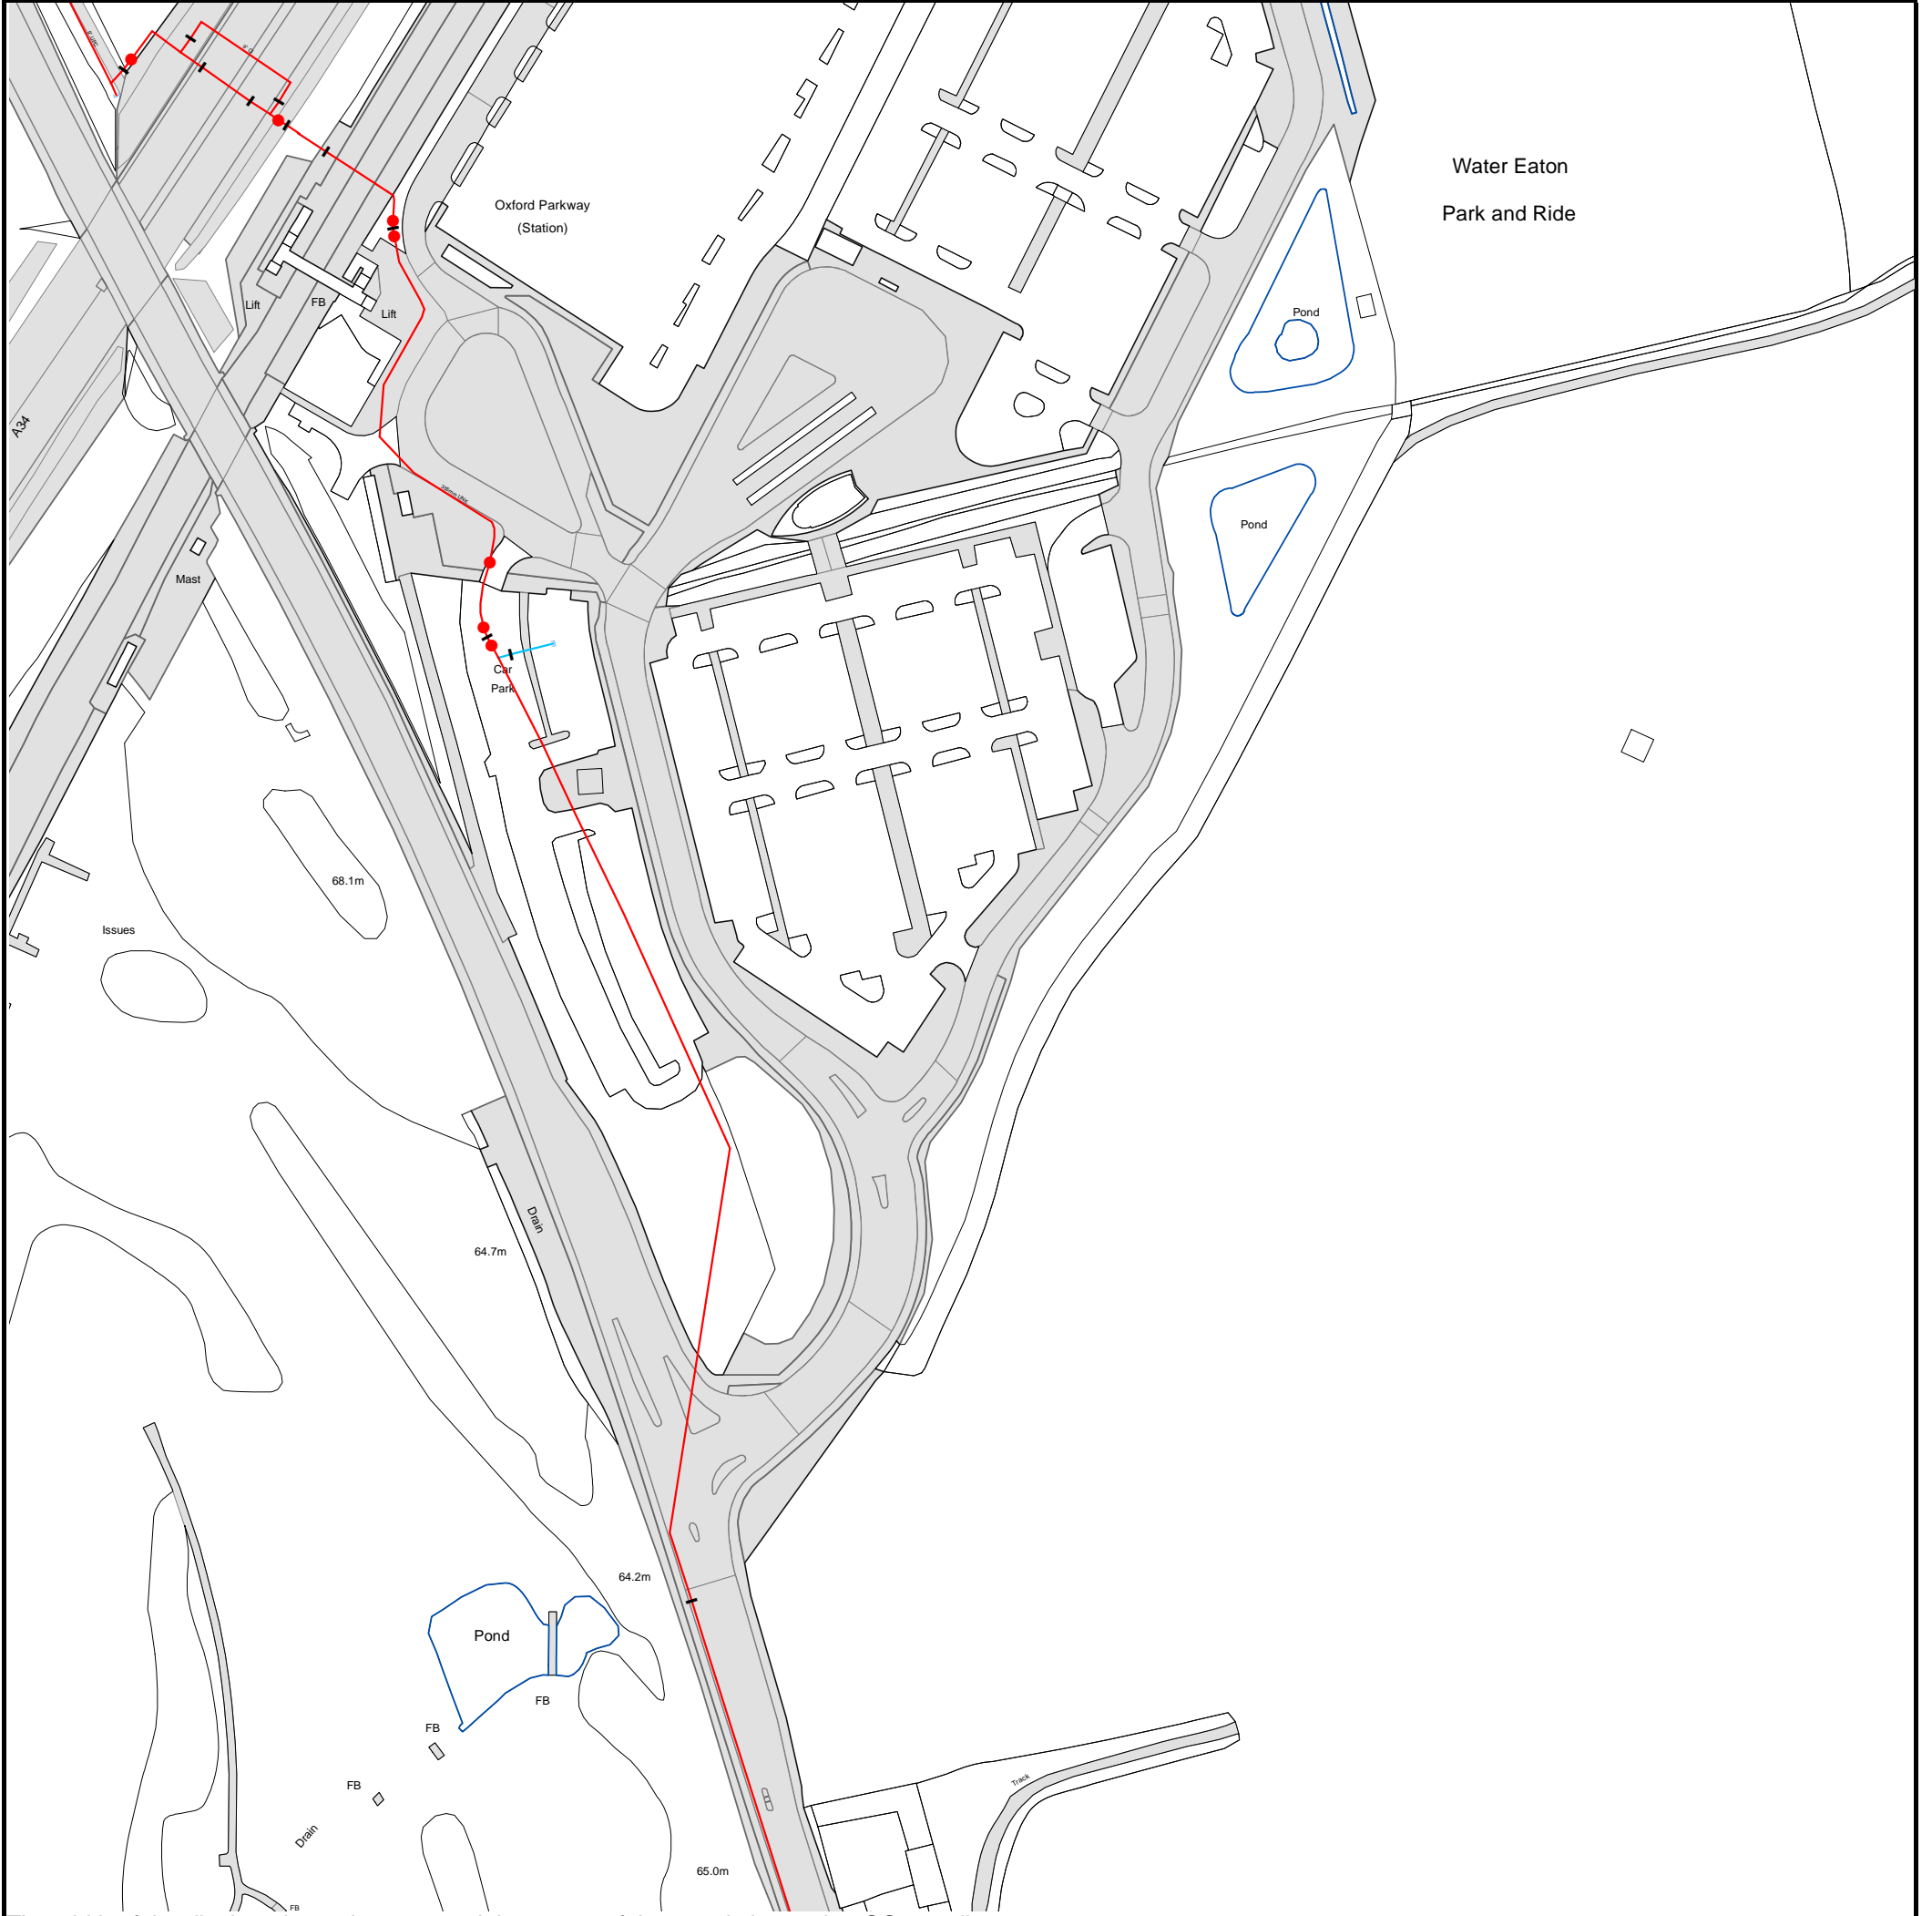 Water Eaton
Park and Ride
Oxford Parkway
(Station)
Lift
FB
Lift
Pond
A34
Pond
Mast
Car
Park
68.1m
Issues
Drain
64.7m
64.2m
Pond
FB
FB
FB
Track
Drain
65.0m
FB